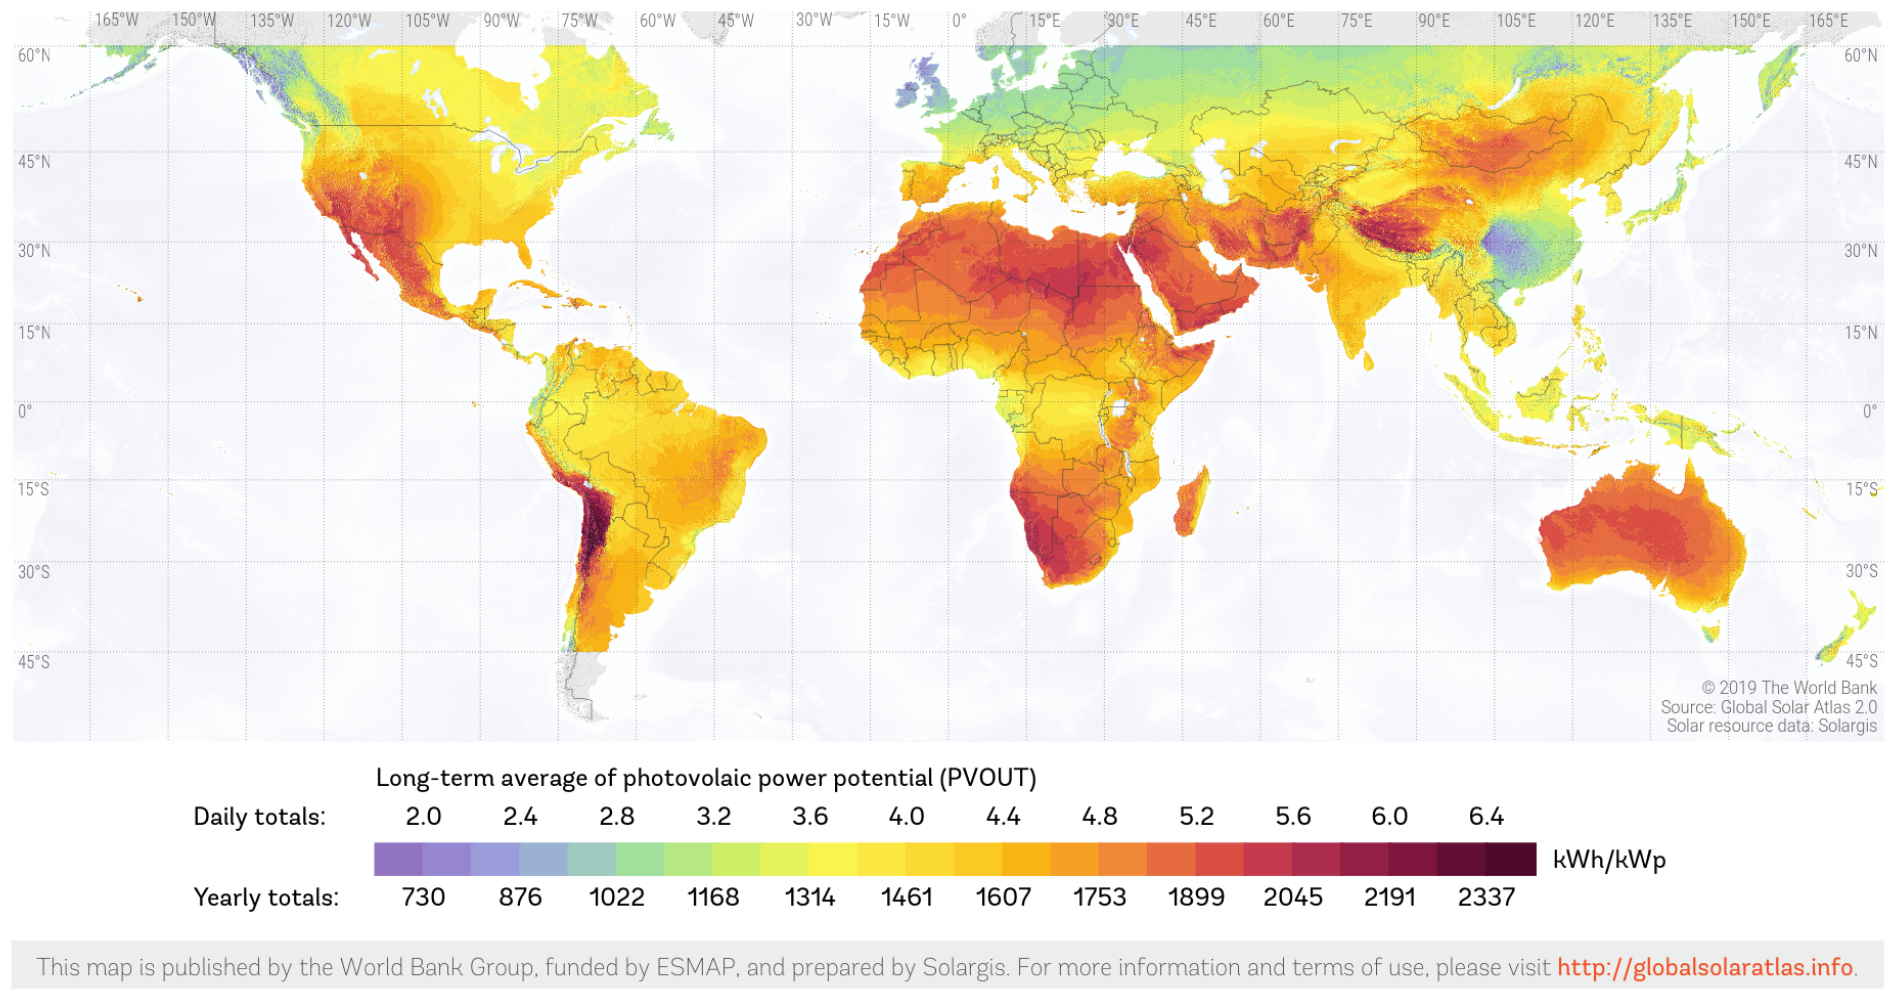 165°W 150°W 135°W 120°W 105°W 90°W 75°W 60°W 45°W 30°W 15°W 0° 15°E 30°E 45°E 60°E 75°E 90°E 105°E 120°E 135°E 150°E 165°E
60°N 60°N
45°N 45°N
30°N 30°N
15°N 15°N
0° 0°
15°S 15°S
30°S 30°S
45°S 45°S
© 2019 The World Bank
Source: Global Solar Atlas 2.0
Solar resource data: Solargis
Long-term average of photovolaic power potential (PVOUT)
Daily totals: 2.0 2.4 2.8 3.2 3.6 4.0 4.4 4.8 5.2 5.6 6.0 6.4
kWh/kWp
Yearly totals: 730 876 1022 1168 1314 1461 1607 1753 1899 2045 2191 2337
This map is published by the World Bank Group, funded by ESMAP, and prepared by Solargis. For more information and terms of use, please visit http://globalsolaratlas.info.